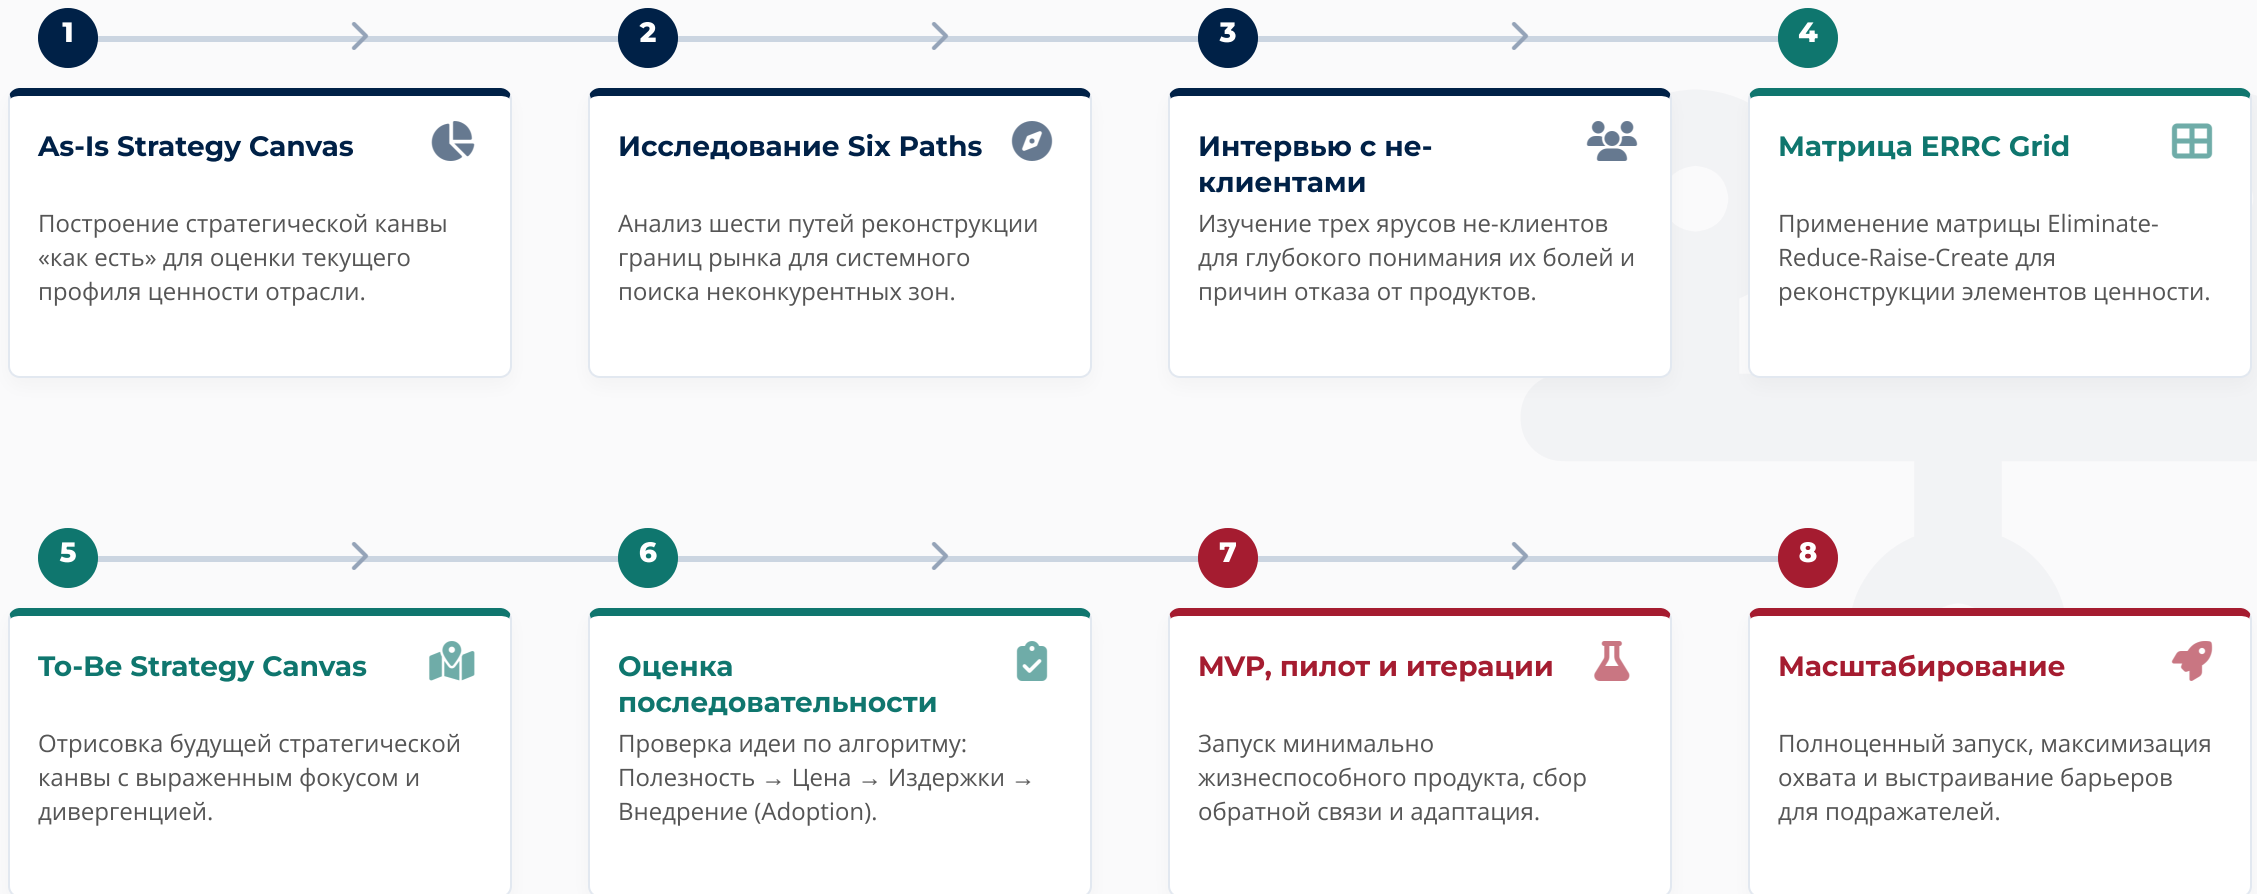 1
2
3
4
As-Is Strategy Canvas
Построение стратегической канвы
«как есть» для оценки текущего
профиля ценности отрасли.
Исследование Six Paths
Анализ шести путей реконструкции
границ рынка для системного
поиска неконкурентных зон.
Интервью с не-
клиентами
Изучение трех ярусов не-клиентов
для глубокого понимания их болей и
причин отказа от продуктов.
Матрица ERRC Grid
Применение матрицы Eliminate-
Reduce-Raise-Create для
реконструкции элементов ценности.
5
6
7
8
To-Be Strategy Canvas
Отрисовка будущей стратегической
канвы с выраженным фокусом и
дивергенцией.
Оценка
последовательности
Проверка идеи по алгоритму:
Полезность → Цена → Издержки →
Внедрение (Adoption).
MVP, пилот и итерации
Запуск минимально
жизнеспособного продукта, сбор
обратной связи и адаптация.
Масштабирование
Полноценный запуск, максимизация
охвата и выстраивание барьеров
для подражателей.